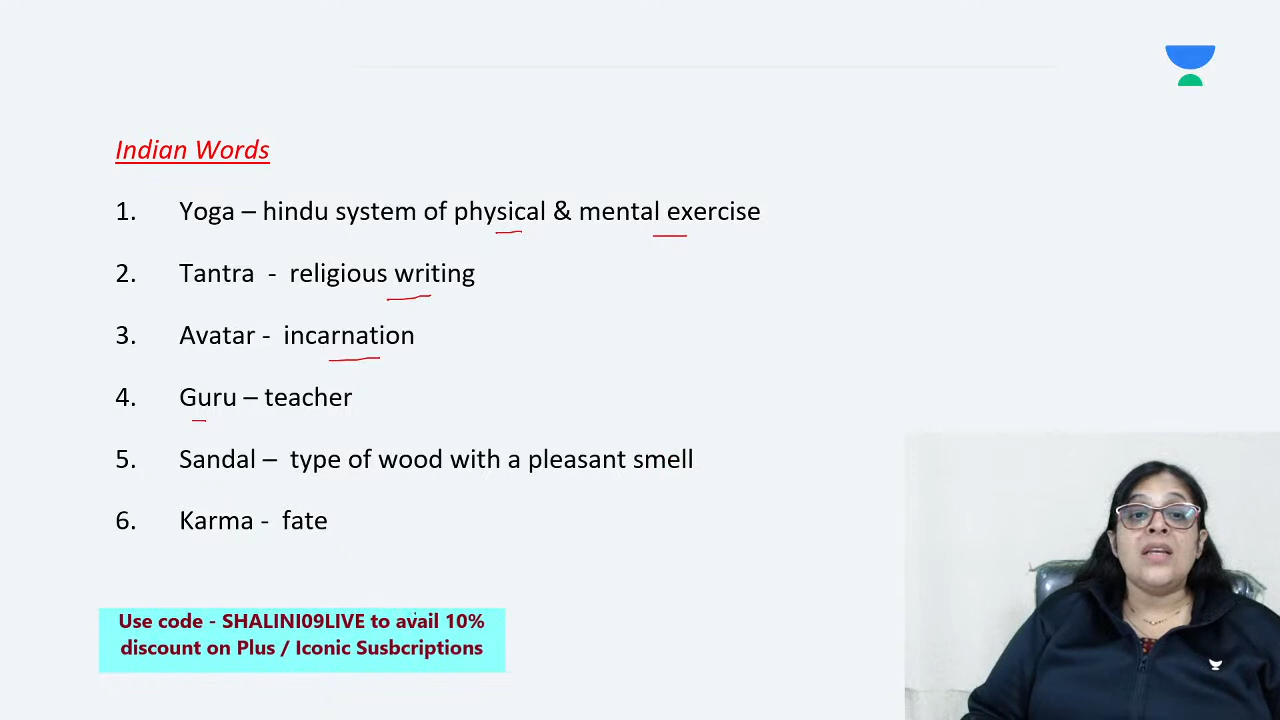 Indian Words
1. Yoga – hindu system of physical & mental exercise
2. Tantra - religious writing
3. Avatar - incarnation
4. Guru – teacher
5. Sandal – type of wood with a pleasant smell
6. Karma - fate
Use code - SHALINI09LIVE to avail 10%
discount on Plus / Iconic Susbcriptions